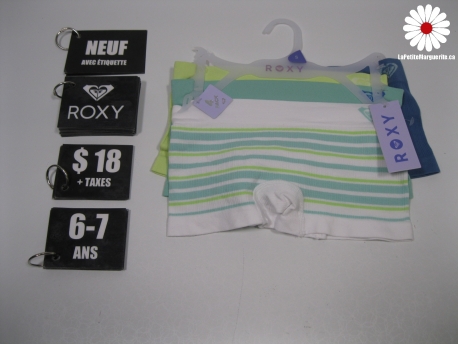 NEUF
AVEC ÉTIQUETTE
ROXY
$ 18
+ TAXES
6-7
ANS
ROXY
ROXY
LaPetiteMarguerite.ca